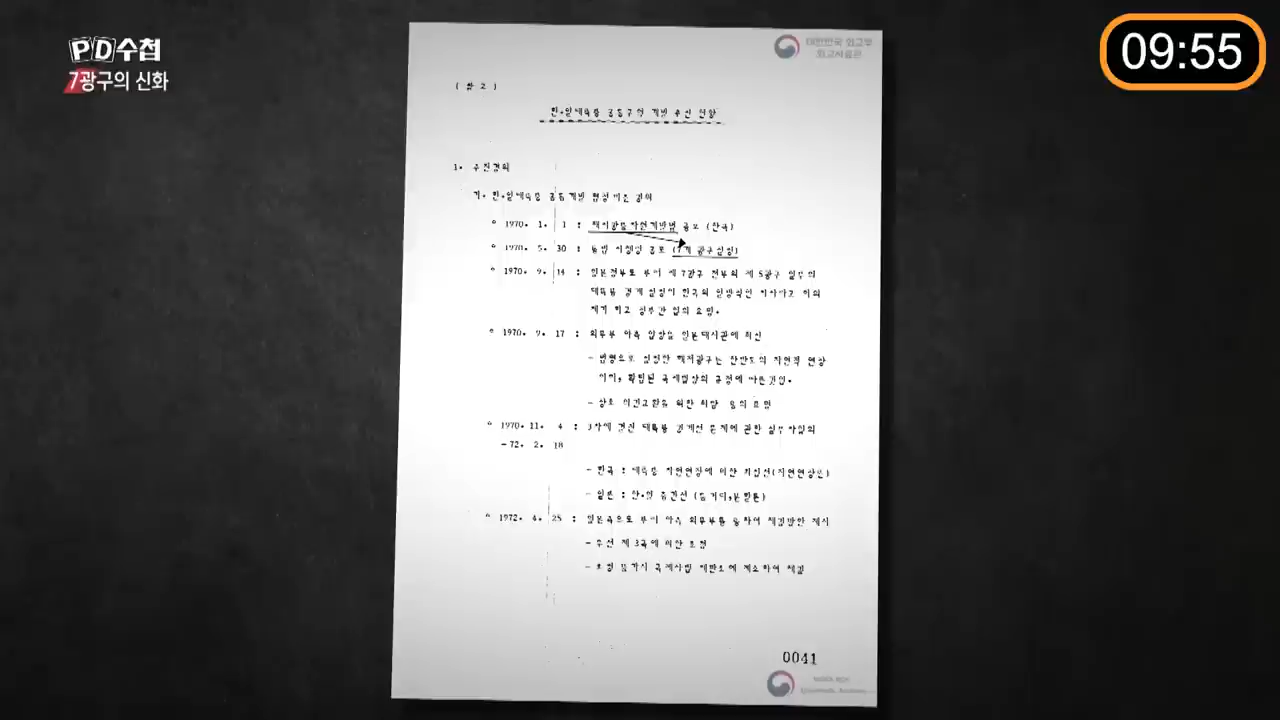 PD수첩
7광구의 신화
09:55
대한민국 외교부
외교사료관
( 참 고 )
한·일대륙붕 공동구역 개발 추진 현황
1. 추진경위
가. 한·일대륙붕 공동개발 협정 체결 경위
° 1970. 1. 1 : 해저광물자원개발법 공포 (한국)
° 1970. 5. 30 : 동법 시행령 공포 (7개 광구설정)
° 1970. 9. 14 : 일본정부로 부터 제 7광구 전부와 제 5광구 일부의
대륙붕 경계 설정이 한국의 일방적인 처사라고 이의
제기 하고 정부간 협의 요청.
° 1970. 9. 17 : 외무부 아측 입장을 일본대사관에 회신
- 법령으로 설정한 해저광구는 한반도의 자연적 연장
이며, 확립된 국제법상의 규정에 따른것임.
- 상호 의견교환을 위한 회담 용의 표명
° 1970. 11. 4 : 3차에 걸친 대륙붕 경계선 문제에 관한 실무자회의
-72. 2. 18
- 한국 : 대륙붕 자연연장에 의한 지침선(자연연장론)
- 일본 : 한·일 중간선 (등거리,분할론)
° 1972. 4. 25 : 일본측으로 부터 아측 외무부를 통하여 해결방안 제시
- 우선 제 3국에 의한 조정
- 조정 불가시 국제사법 재판소에 제소하여 해결
0041